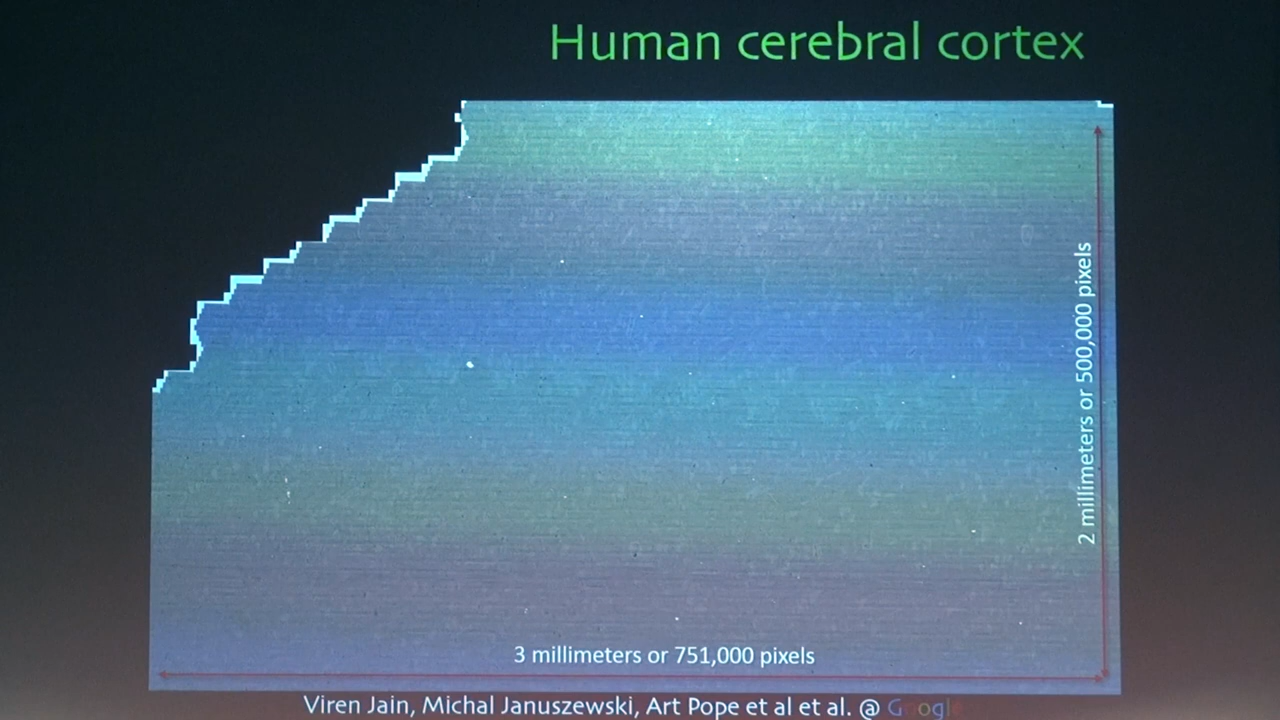 Human cerebral cortex
2 millimeters or 500,000 pixels
3 millimeters or 751,000 pixels
Viren Jain, Michal Januszewski, Art Pope et al et al. @ Google